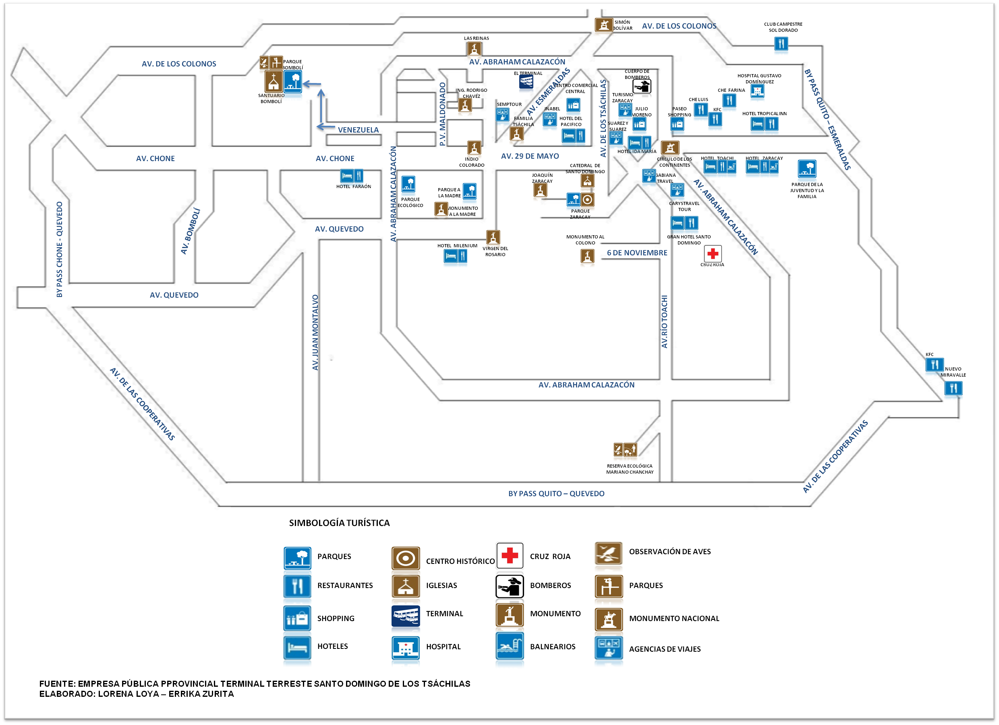 SIMÓN
BOLÍVAR
AV. DE LOS COLONOS
CLUB CAMPESTRE
SOL DORADO
LAS REINAS
AV. DE LOS COLONOS
PARQUE
BOMBOLÍ
SANTUARIO
BOMBOLÍ
AV. ABRAHAM CALAZACÓN
EL TERMINAL
AV. ESMERALDAS
CENTRO COMERCIAL
CENTRAL
CUERPO DE
BOMBEROS
HOSPITAL GUSTAVO
DOMÍNGUEZ
BY PASS QUITO – ESMERALDAS
P.V. MALDONADO
ING. RODRIGO
CHAVÉZ
AV. DE LOS TSÁCHILAS
TURISMO
ZARACAY
CHE FARINA
CHE LUIS
SEMPTOUR
JNABEL
JULIO
MORENO
PASEO
SHOPPING
KFC
HOTEL TROPICALINN
FAMILIA
TSÁCHILA
HOTEL DEL
PACIFICO
SUAREZ Y
SUAREZ
VENEZUELA
HOTEL IDA MARÍA
AV. CHONE
AV. CHONE
INDIO
COLORADO
AV. 29 DE MAYO
CIRCULO DE LOS
CONTINENTES
HOTEL TOACHI
HOTEL ZARACAY
CATEDRAL DE
SANTO DOMINGO
JOAQUÍN
ZARACAY
GABIANA
TRAVEL
PARQUE DE LA
JUVENTUD Y LA
FAMILIA
HOTEL FARAÓN
AV. ABRAHAM CALAZACÓN
PARQUE
ECOLÓGICO
PARQUE A
LA MADRE
MONUMENTO
A LA MADRE
PARQUE
ZARACAY
CARYSTRAVEL
TOUR
AV. ABRAHAM CALAZACÓN
BY PASS CHONE - QUEVEDO
AV. BOMBOLÍ
AV. QUEVEDO
GRAN HOTEL SANTO
DOMINGO
MONUMENTO AL
COLONO
HOTEL MILENIUM
VIRGEN DEL
ROSARIO
6 DE NOVIEMBRE
CRUZ ROJA
AV. QUEVEDO
AV. JUAN MONTALVO
AV.RÍO TOACHI
KFC
NUEVO
MIRAVALLE
AV. DE LAS COOPERATIVAS
AV. ABRAHAM CALAZACÓN
AV. DE LAS COOPERATIVAS
RESERVA ECOLÓGICA
MARIANO CHANCHAY
BY PASS QUITO – QUEVEDO
SIMBOLOGÍA TURÍSTICA
PARQUES
CENTRO HISTÓRICO
CRUZ ROJA
OBSERVACIÓN DE AVES
RESTAURANTES
IGLESIAS
BOMBEROS
PARQUES
SHOPPING
TERMINAL
MONUMENTO
MONUMENTO NACIONAL
HOTELES
HOSPITAL
BALNEARIOS
AGENCIAS DE VIAJES
FUENTE: EMPRESA PÚBLICA PPROVINCIAL TERMINAL TERRESTE SANTO DOMINGO DE LOS TSÁCHILAS
ELABORADO: LORENA LOYA – ERRIKA ZURITA